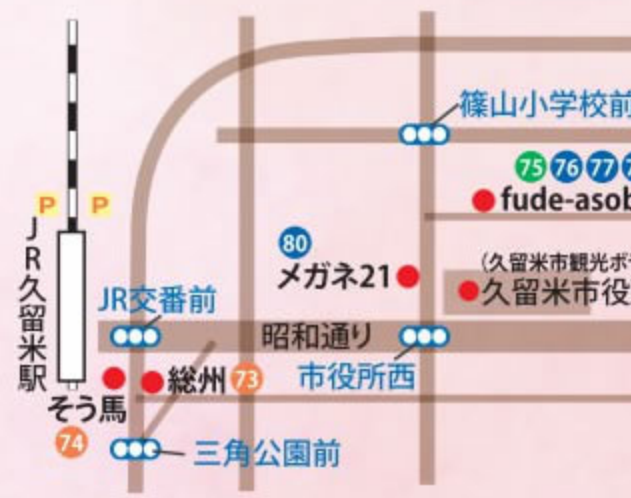 篠山小学校前
75 76 77
fude-asob
P P
80
メガネ21
（久留米市観光ボ
久留米市役
JR久留米駅
JR交番前
昭和通り
市役所西
総州 73
そう馬
74
三角公園前